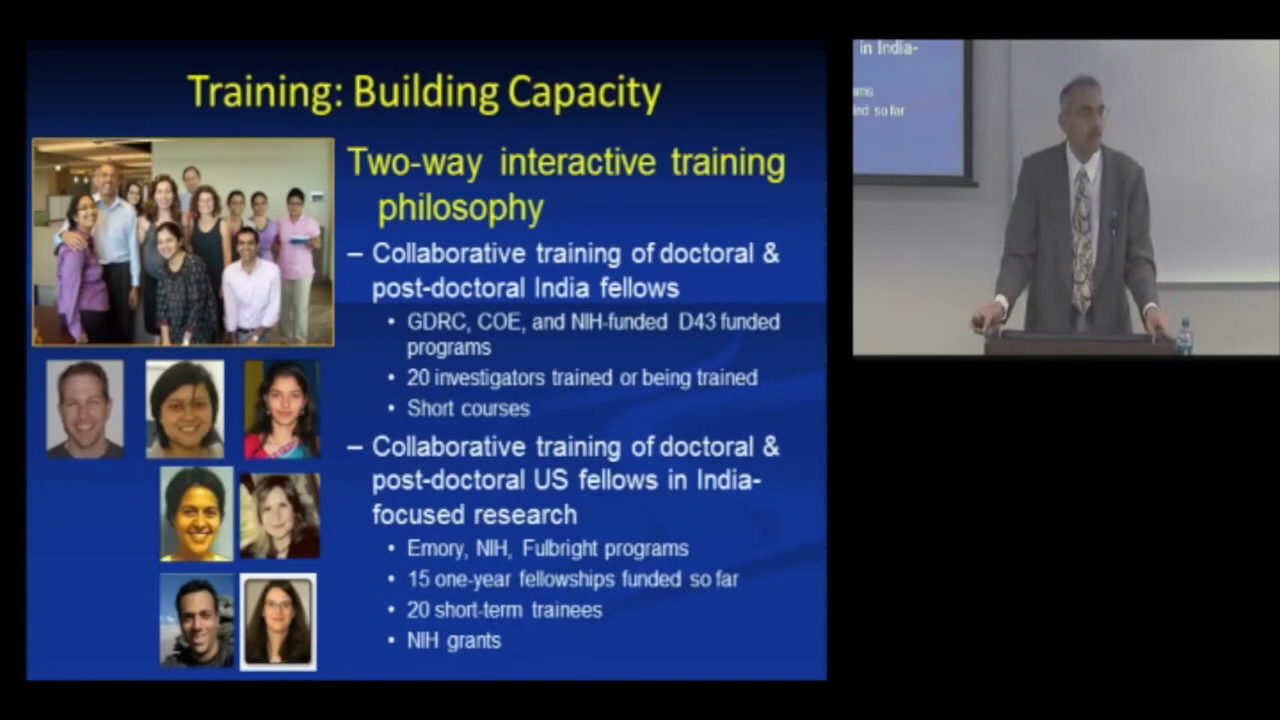 Training: Building Capacity
Two-way interactive training
philosophy
– Collaborative training of doctoral &
post-doctoral India fellows
• GDRC, COE, and NIH-funded D43 funded
programs
• 20 investigators trained or being trained
• Short courses
– Collaborative training of doctoral &
post-doctoral US fellows in India-
focused research
• Emory, NIH, Fulbright programs
• 15 one-year fellowships funded so far
• 20 short-term trainees
• NIH grants
in India-
so far